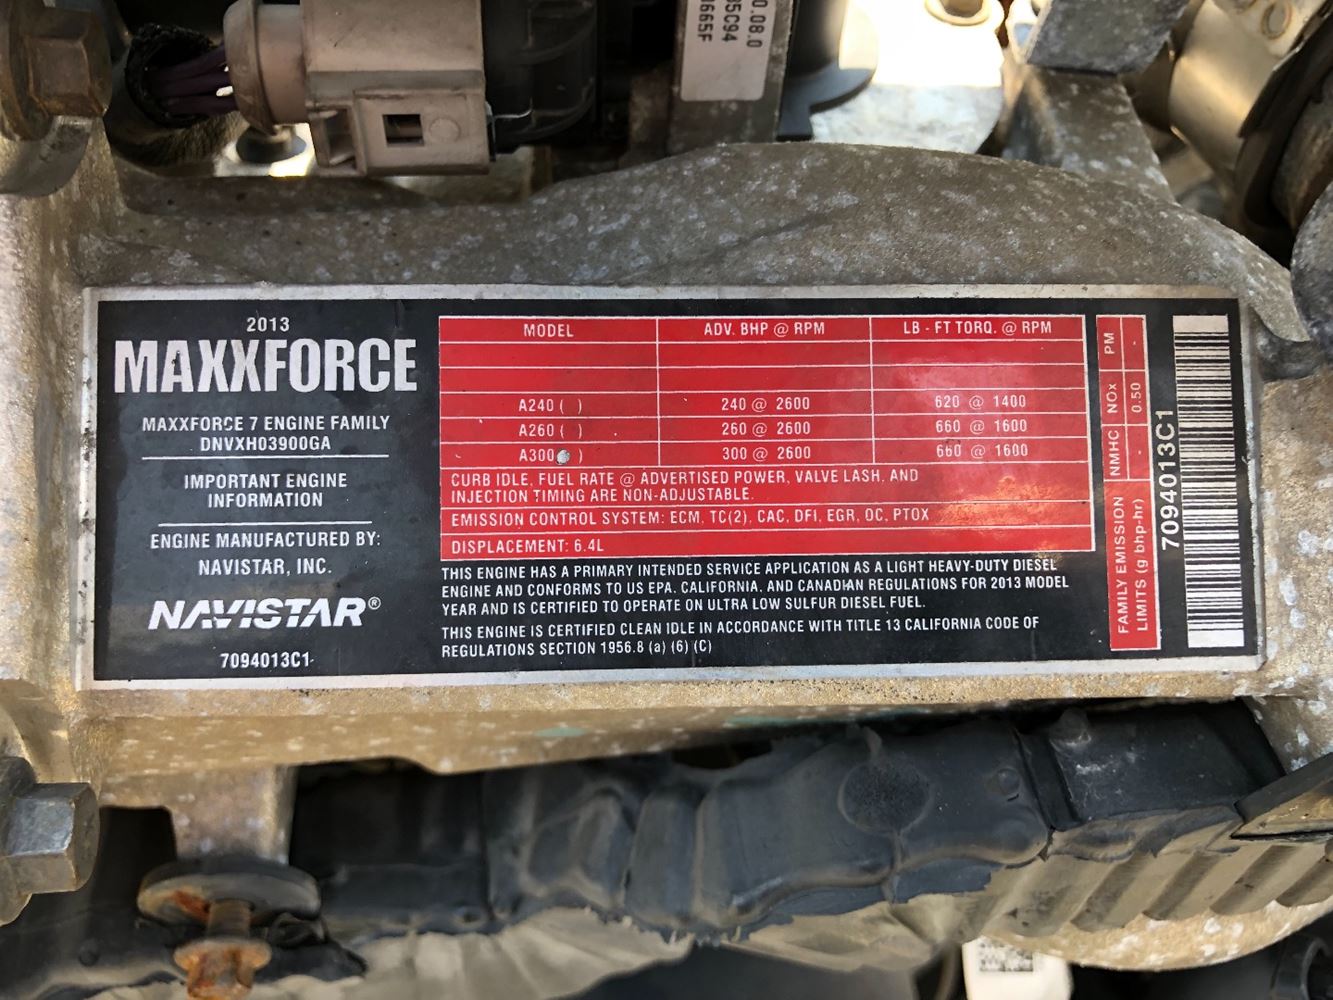 0.08.0
35C94
1665F
2013
MAXXFORCE
MAXXFORCE 7 ENGINE FAMILY
DNVXH03900GA
IMPORTANT ENGINE
INFORMATION
ENGINE MANUFACTURED BY:
NAVISTAR, INC.
NAVISTAR®
7094013C1
MODEL ADV. BHP @ RPM LB - FT TORQ. @ RPM
A240 ( ) 240 @ 2600 620 @ 1400
A260 ( ) 260 @ 2600 660 @ 1600
A300 ) 300 @ 2600 660 @ 1600
CURB IDLE, FUEL RATE @ ADVERTISED POWER, VALVE LASH, AND
INJECTION TIMING ARE NON-ADJUSTABLE.
EMISSION CONTROL SYSTEM: ECM, TC(2), CAC, DFI, EGR, OC, PTOX
DISPLACEMENT: 6.4L
THIS ENGINE HAS A PRIMARY INTENDED SERVICE APPLICATION AS A LIGHT HEAVY-DUTY DIESEL
ENGINE AND CONFORMS TO US EPA, CALIFORNIA, AND CANADIAN REGULATIONS FOR 2013 MODEL
YEAR AND IS CERTIFIED TO OPERATE ON ULTRA LOW SULFUR DIESEL FUEL.
THIS ENGINE IS CERTIFIED CLEAN IDLE IN ACCORDANCE WITH TITLE 13 CALIFORNIA CODE OF
REGULATIONS SECTION 1956.8 (a) (6) (C)
FAMILY EMISSION
LIMITS (g bhp-hr)
NMHC NOx PM
- 0.50 -
7094013C1